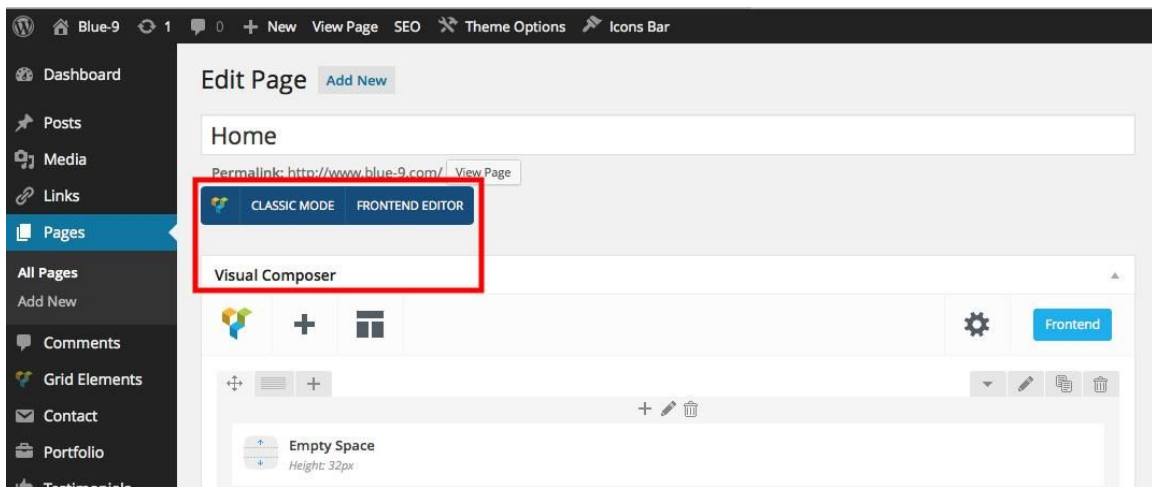 Blue-9 1 0 + New View Page SEO Theme Options Icons Bar
Dashboard
Posts
Media
Links
Pages
All Pages
Add New
Comments
Grid Elements
Contact
Portfolio
Testimonials
Edit Page Add New
Home
Permalink: http://www.blue-9.com/ View Page
CLASSIC MODE FRONTEND EDITOR
Visual Composer
Frontend
Empty Space
Height: 32px